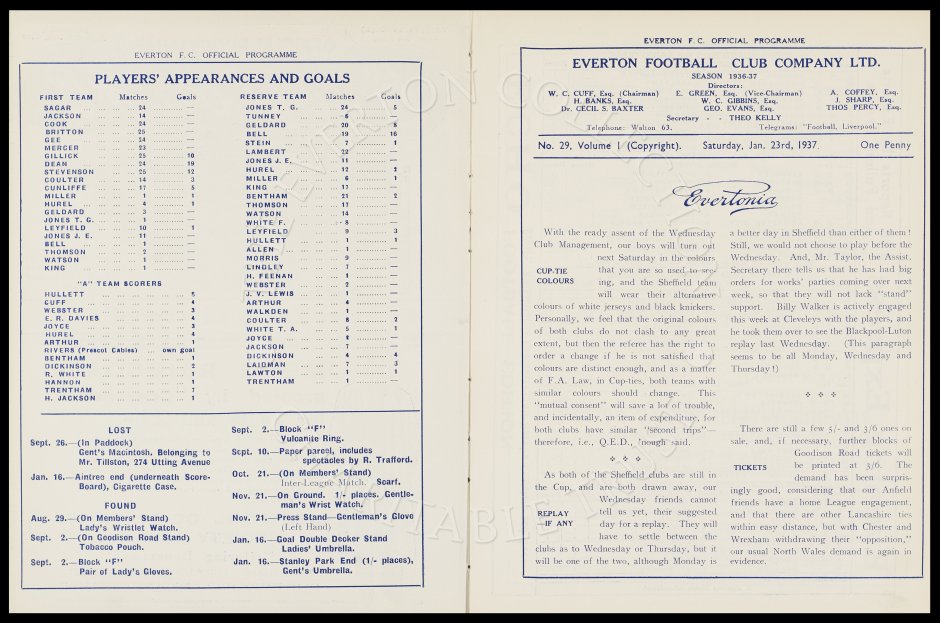 EVERTON F.C. OFFICIAL PROGRAMME
PLAYERS' APPEARANCES AND GOALS
FIRST TEAM Matches Goals
SAGAR ... ... ... 24 —
JACKSON ... ... ... 14 —
COOK ... ... ... 24 —
BRITTON ... ... ... 25 —
GEE ... ... ... 24 —
MERCER ... ... ... 23 —
GILLICK ... ... ... 25 10
DEAN ... ... ... 24 19
STEVENSON ... ... ... 25 12
COULTER ... ... ... 14 3
CUNLIFFE ... ... ... 17 5
MILLER ... ... ... 1 1
HUREL ... ... ... 4 1
GELDARD ... ... ... 3 —
JONES T. G. ... ... 1 —
LEYFIELD ... ... ... 10 1
JONES J. E. ... ... 11 —
BELL ... ... ... 1 —
THOMSON ... ... ... 2 —
WATSON ... ... ... 1 —
KING ... ... ... 1 —
"A" TEAM SCORERS
HULLETT ... ... ... 5
CUFF ... ... ... 4
WEBSTER ... ... ... 3
E. R. DAVIES ... ... ... 4
JOYCE ... ... ... 3
HUREL ... ... ... 4
ARTHUR ... ... ... 1
RIVERS (Prescot Cables) ... own goal
BENTHAM ... ... ... 1
DICKINSON ... ... ... 2
R. WHITE ... ... ... 1
HANNON ... ... ... 1
TRENTHAM ... ... ... 7
H. JACKSON ... ... ... 1
RESERVE TEAM Matches Goals
JONES T. G. ... ... 24 5
TUNNEY ... ... ... 6 —
GELDARD ... ... ... 20 8
BELL ... ... ... 19 16
STEIN ... ... ... 7 1
LAMBERT ... ... ... 22 —
JONES J. E. ... ... 11 —
HUREL ... ... ... 12 2
MILLER ... ... ... 6 1
KING ... ... ... 17 —
BENTHAM ... ... ... 21 2
THOMSON ... ... ... 11 —
WATSON ... ... ... 14 —
WHITE F. ... ... ... 8 —
LEYFIELD ... ... ... 9 3
HULLETT ... ... ... 1 1
ALLEN ... ... ... 1 —
MORRIS ... ... ... 9 —
LINDLEY ... ... ... 7 —
H. FEENAN ... ... ... 1 —
WEBSTER ... ... ... 2 —
J. V. LEWIS ... ... 1 —
ARTHUR ... ... ... 4 —
WALKDEN ... ... ... 1 —
COULTER ... ... ... 6 2
WHITE T. A. ... ... 5 1
JOYCE ... ... ... —
JACKSON ... ... ... —
DICKINSON ... ... ... 4 4
LAIDMAN ... ... ... 7 3
LAWTON ... ... ... 1 1
TRENTHAM ... ... ... 1 —
LOST
Sept. 26.—(In Paddock)
Gent's Macintosh, Belonging to
Mr. Tillston, 274 Utting Avenue
Jan. 16.—Aintree end (underneath Score-
Board), Cigarette Case.
FOUND
Aug. 29.—(On Members' Stand)
Lady's Wristlet Watch.
Sept. 2.—(On Goodison Road Stand)
Tobacco Pouch.
Sept. 2.—Block "F"
Pair of Lady's Gloves.
Sept. 2.—Block "F"
Vulcanite Ring.
Sept. 10.—Paper parcel, includes
spectacles by R. Trafford.
Oct. 21.—(On Members' Stand)
Inter-League Match. Scarf.
Nov. 21.—On Ground. 1/- places. Gentle-
man's Wrist Watch.
Nov. 21.—Press Stand—Gentleman's Glove
(Left Hand)
Jan. 16.—Goal Double Decker Stand
Ladies' Umbrella.
Jan. 16.—Stanley Park End (1/- places),
Gent's Umbrella.
EVERTON F.C. OFFICIAL PROGRAMME
EVERTON FOOTBALL CLUB COMPANY LTD.
SEASON 1936-37
Directors:
W. C. CUFF, Esq. (Chairman) E. GREEN, Esq. (Vice-Chairman) A. COFFEY, Esq.
H. BANKS, Esq. W. C. GIBBINS, Esq. J. SHARP, Esq.
Dr. CECIL S. BAXTER GEO. EVANS, Esq. THOS PERCY, Esq.
Secretary - - THEO KELLY
Telephone: Walton 63. Telegrams: "Football, Liverpool."
No. 29, Volume 1 (Copyright). Saturday, Jan. 23rd, 1937. One Penny
Evertonia
With the ready assent of the Wednesday
Club Management, our boys will turn out
next Saturday in the colours
CUP-TIE that you are so used to see-
COLOURS ing, and the Sheffield team
will wear their alternative
colours of white jerseys and black knickers.
Personally, we feel that the original colours
of both clubs do not clash to any great
extent, but then the referee has the right to
order a change if he is not satisfied that
colours are distinct enough, and as a matter
of F.A. Law, in Cup-ties, both teams with
similar colours should change. This
"mutual consent" will save a lot of trouble,
and incidentally, an item of expenditure, for
both clubs have similar "second trips"—
therefore, i.e., Q.E.D., 'nough said.
As both of the Sheffield clubs are still in
the Cup, and are both drawn away, our
Wednesday friends cannot
REPLAY tell us yet, their suggested
IF ANY day for a replay. They will
have to settle between the
clubs as to Wednesday or Thursday, but it
will be one of the two, although Monday is
a better day in Sheffield than either of them!
Still, we would not choose to play before the
Wednesday. And, Mr. Taylor, the Assist.
Secretary there tells us that he has had big
orders for works' parties coming over next
week, so that they will not lack "stand"
support. Billy Walker is actively engaged
this week at Cleveleys with the players, and
he took them over to see the Blackpool-Luton
replay last Wednesday. (This paragraph
seems to be all Monday, Wednesday and
Thursday!)
There are still a few 5/- and 3/6 ones on
sale, and, if necessary, further blocks of
Goodison Road tickets will
TICKETS be printed at 3/6. The
demand has been surpris-
ingly good, considering that our Anfield
friends have a home League engagement,
and that there are other Lancashire ties
within easy distance, but with Chester and
Wrexham withdrawing their "opposition,"
our usual North Wales demand is again in
evidence.